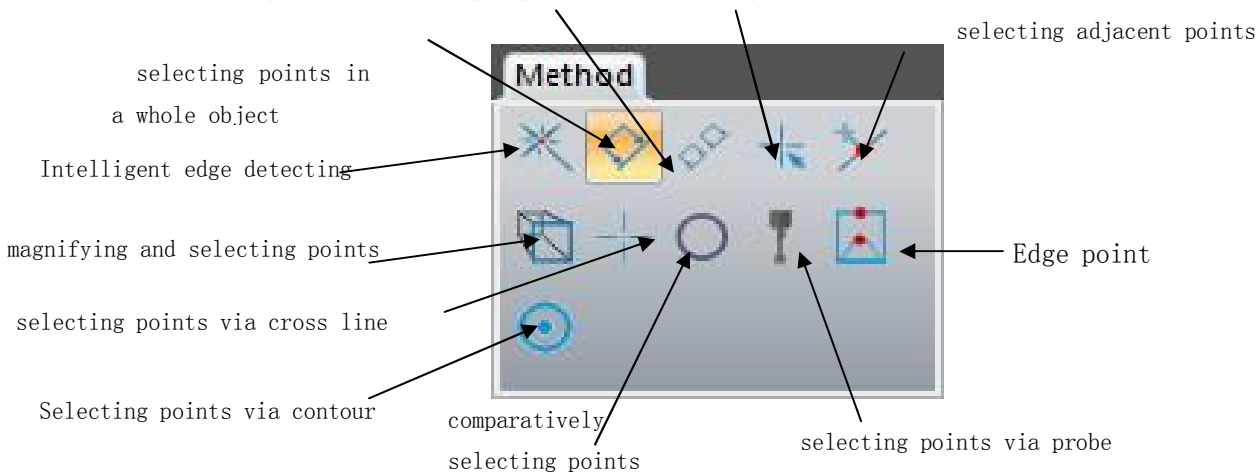 selecting adjacent points
selecting points in
a whole object
Method
Intelligent edge detecting
magnifying and selecting points
Edge point
selecting points via cross line
Selecting points via contour
comparatively
selecting points
selecting points via probe